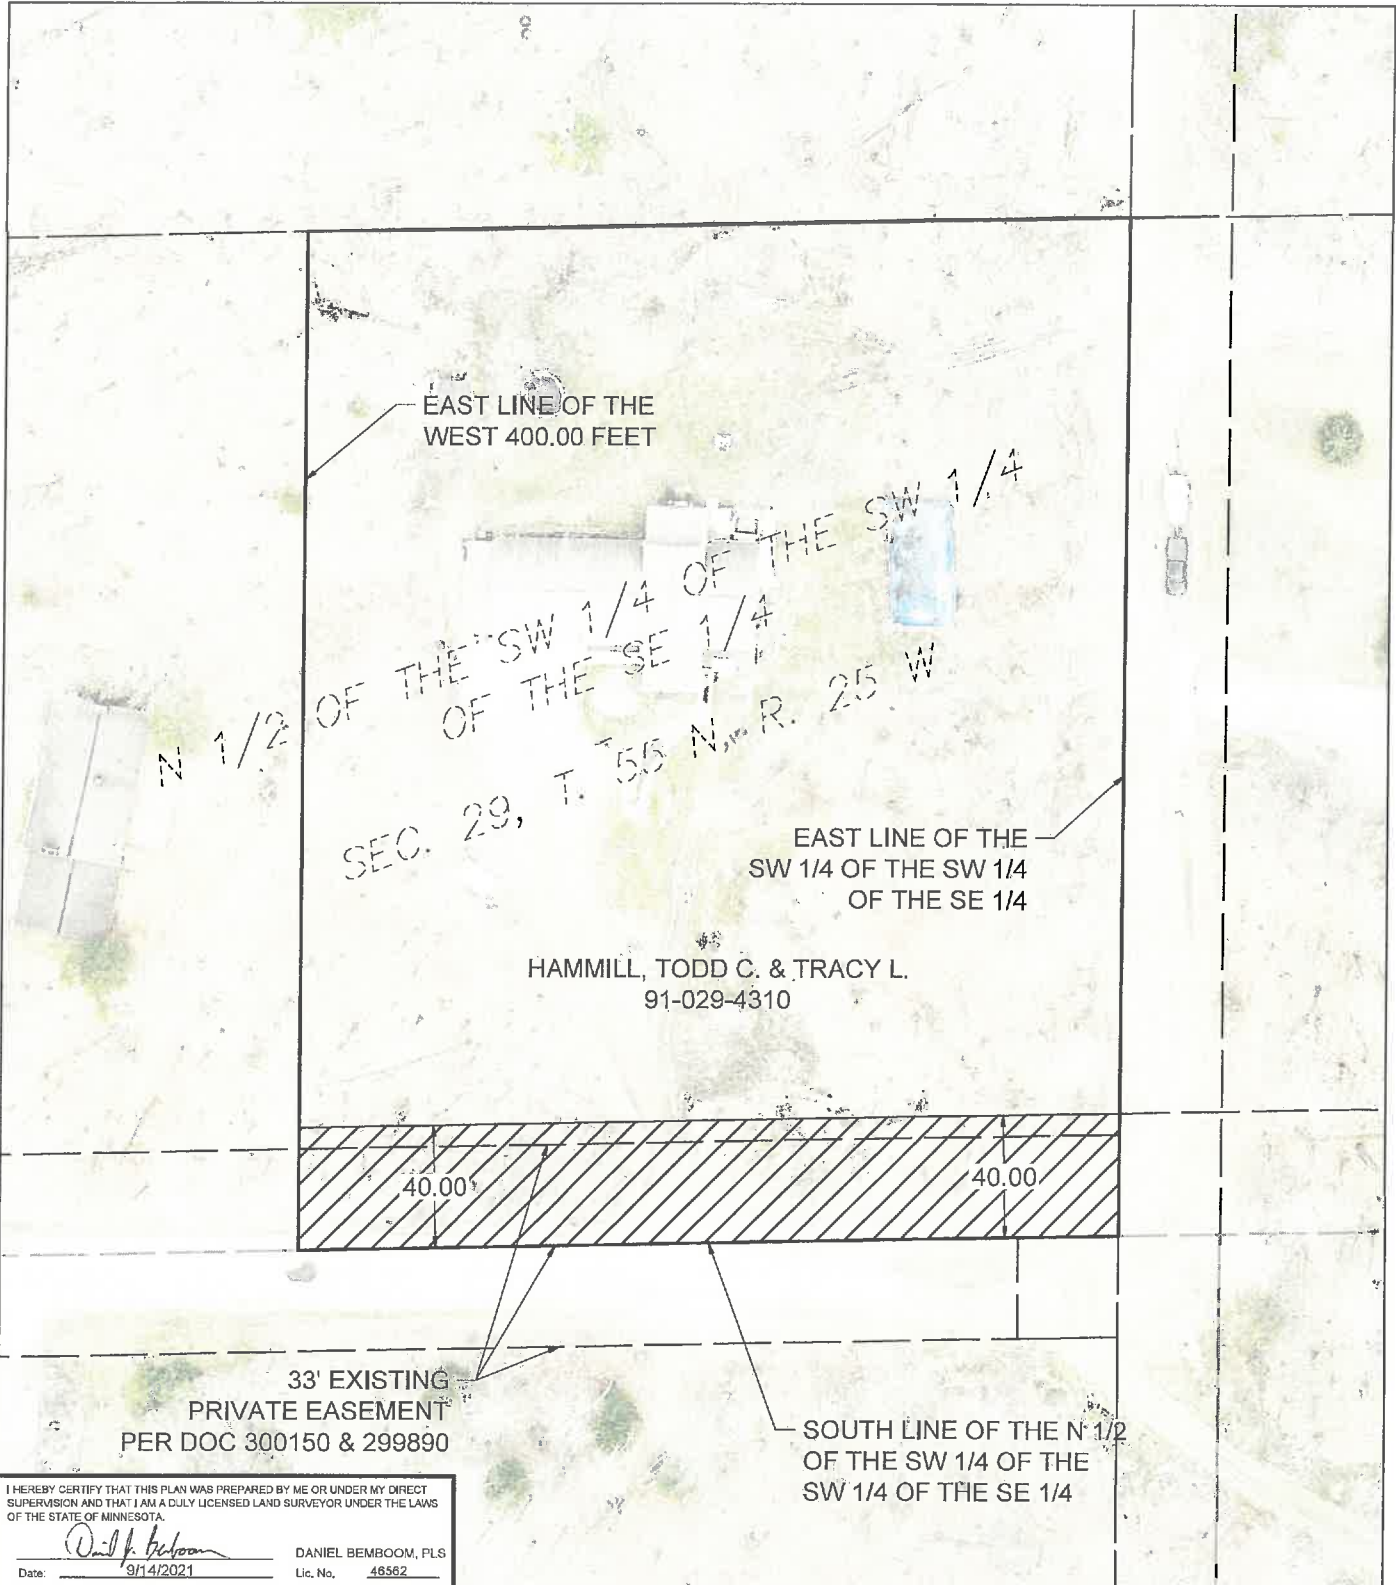 EAST LINE OF THE
WEST 400.00 FEET
N 1/2 OF THE SW 1/4 OF THE SW 1/4
OF THE SE 1/4
SEC. 29, T. 55 N, R. 25 W
EAST LINE OF THE
SW 1/4 OF THE SW 1/4
OF THE SE 1/4
HAMMILL, TODD C. & TRACY L.
91-029-4310
40.00
40.00
33' EXISTING
PRIVATE EASEMENT
PER DOC 300150 & 299890
SOUTH LINE OF THE N 1/2
OF THE SW 1/4 OF THE
SW 1/4 OF THE SE 1/4
I HEREBY CERTIFY THAT THIS PLAN WAS PREPARED BY ME OR UNDER MY DIRECT
SUPERVISION AND THAT I AM A DULY LICENSED LAND SURVEYOR UNDER THE LAWS
OF THE STATE OF MINNESOTA.
DANIEL BEMBOOM, PLS
Date: 9/14/2021 Lic. No. 46562